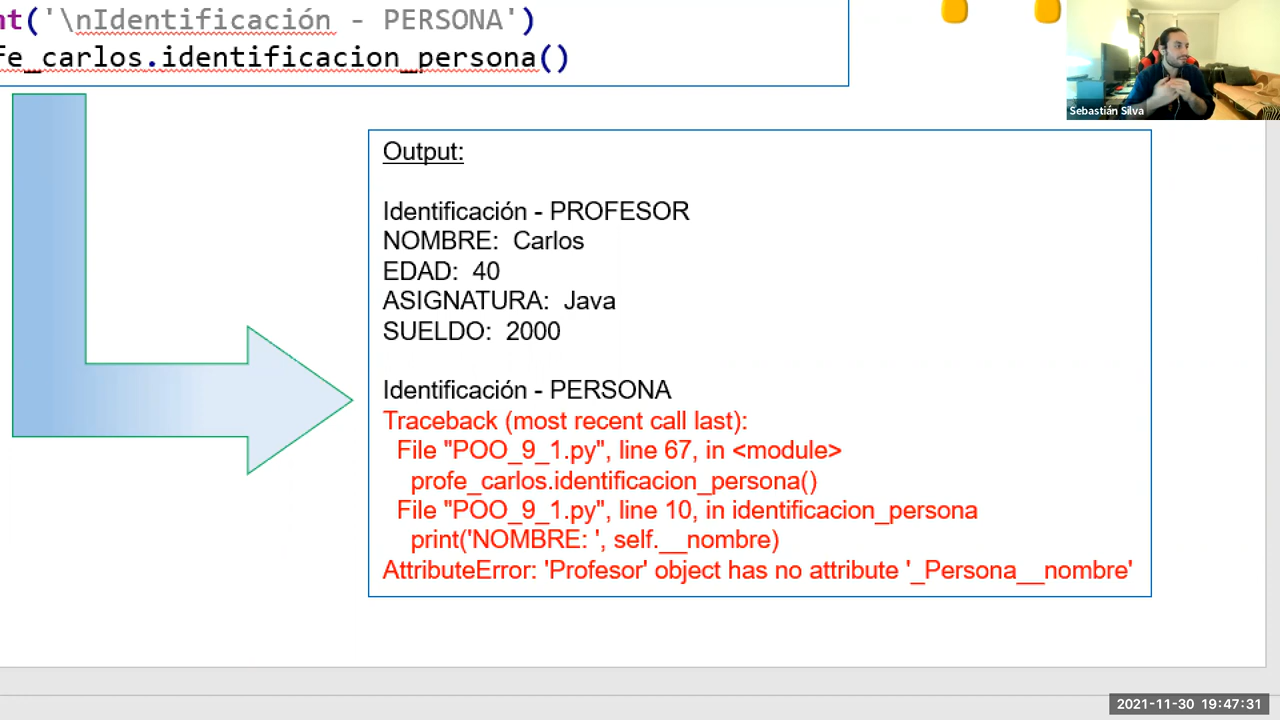 nt('\nIdentificación - PERSONA')
fe_carlos.identificacion_persona()
Sebastián Silva
Output:
Identificación - PROFESOR
NOMBRE: Carlos
EDAD: 40
ASIGNATURA: Java
SUELDO: 2000
Identificación - PERSONA
Traceback (most recent call last):
File "POO_9_1.py", line 67, in <module>
profe_carlos.identificacion_persona()
File "POO_9_1.py", line 10, in identificacion_persona
print('NOMBRE: ', self.__nombre)
AttributeError: 'Profesor' object has no attribute '_Persona__nombre'
2021-11-30 19:47:31